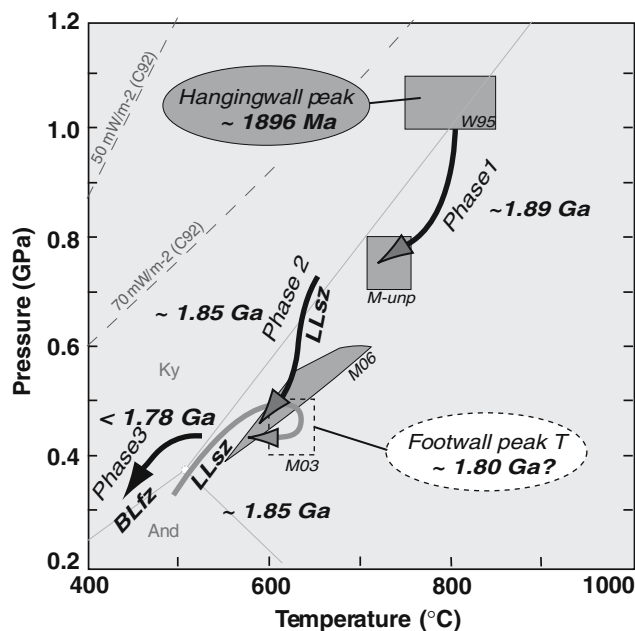 1.2
1.0
0.8
0.6
0.4
0.2
Pressure (GPa)
400
600
800
1000
Temperature (°C)
50 mW/m-2 (C92)
70 mW/m-2 (C92)
Hangingwall peak
~ 1896 Ma
W95
Phase1
~1.89 Ga
M-unp
Phase 2
LLsz
~ 1.85 Ga
M06
Ky
< 1.78 Ga
Phase3
BLfz
LLsz
M03
Footwall peak T
~ 1.80 Ga?
~ 1.85 Ga
And